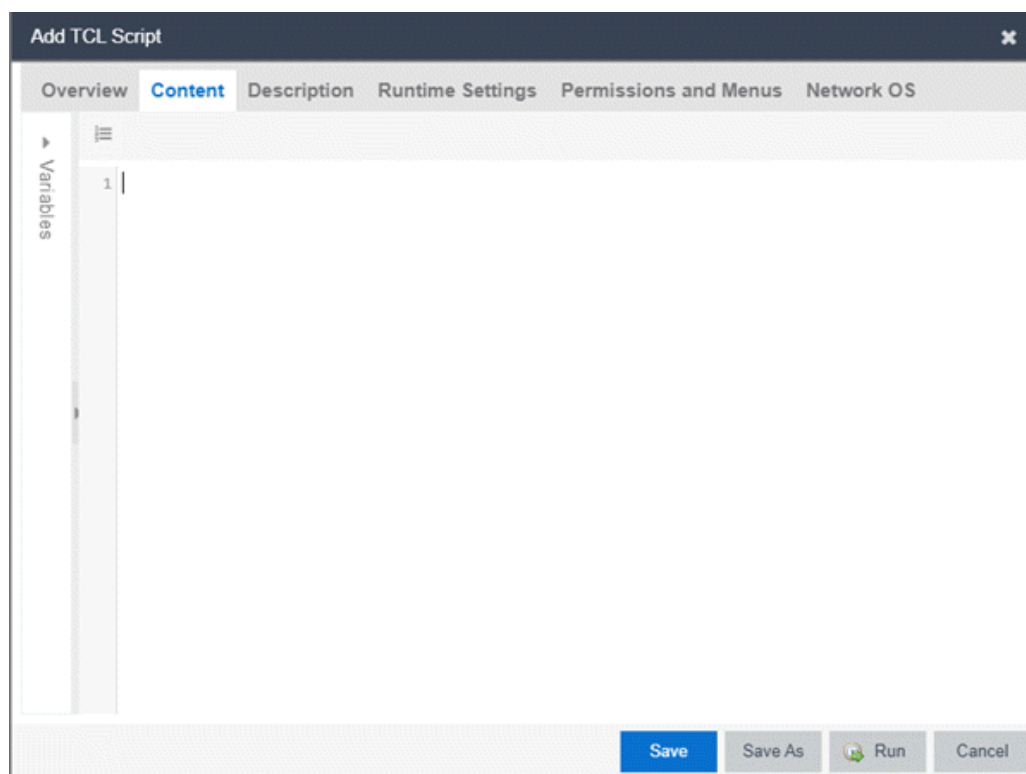 Add TCL Script
Overview Content Description Runtime Settings Permissions and Menus Network OS
Variables
1
Save Save As Run Cancel